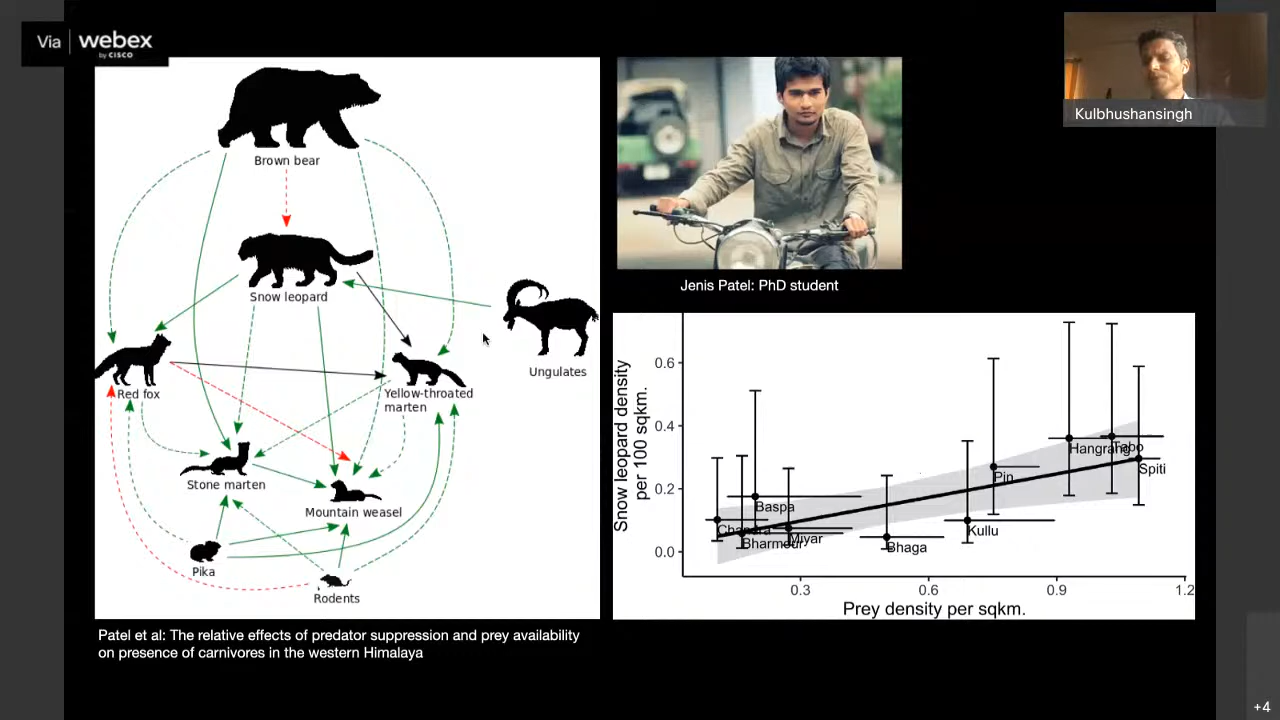 Via webex
by CISCO
Kulbhushansingh
Brown bear
Snow leopard
Ungulates
Red fox
Yellow-throated
marten
Stone marten
Mountain weasel
Pika
Rodents
Patel et al: The relative effects of predator suppression and prey availability
on presence of carnivores in the western Himalaya
Jenis Patel: PhD student
Snow leopard density
per 100 sqkm.
0.6
0.4
0.2
0.0
Hangrang
Tabo
Spiti
Pin
Baspa
Chandra
Bharmour
Miyar
Bhaga
Kullu
0.3 0.6 0.9 1.2
Prey density per sqkm.
+4